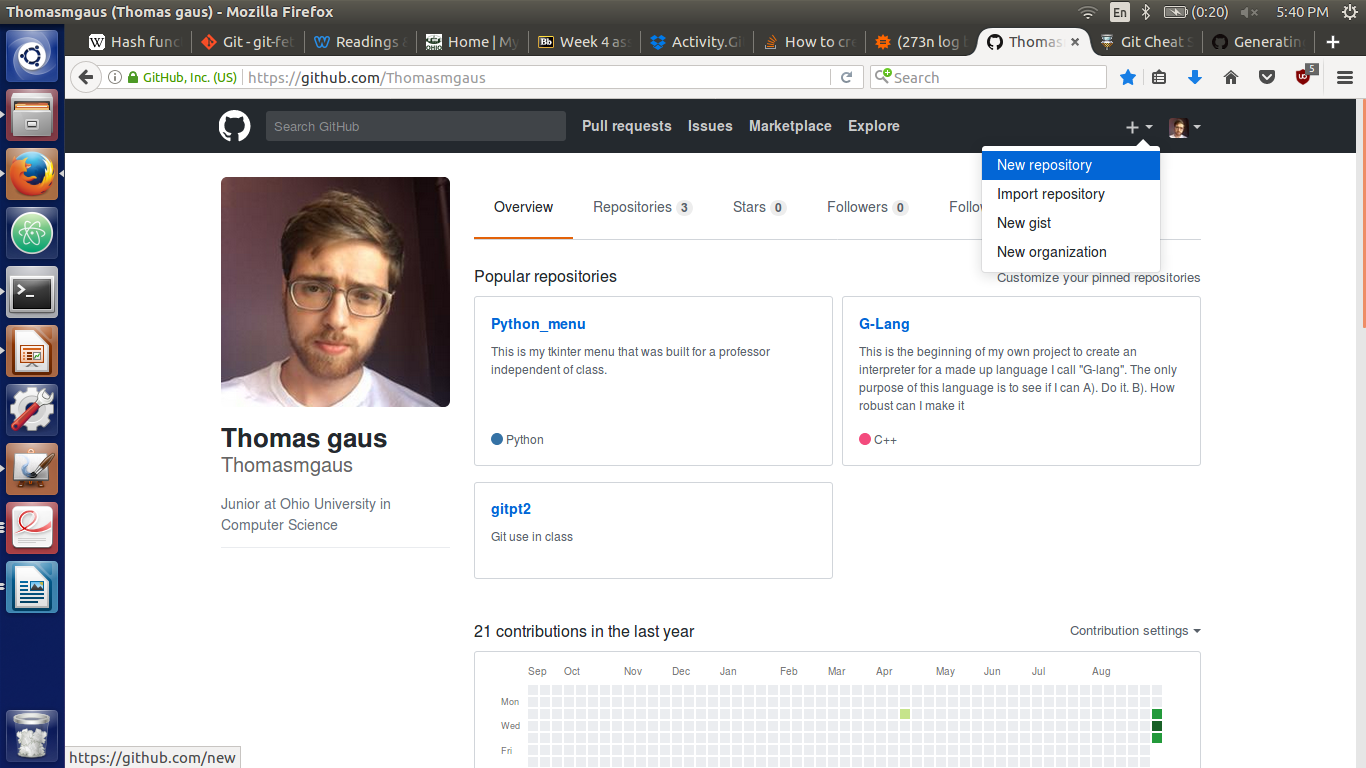 Thomasmgaus (Thomas gaus) - Mozilla Firefox
En
(0:20)
5:40 PM
W Hash func
Git - git-fet
W Readings &
Home | My
Bb Week 4 as
Activity.Gi
How to cre
(273n log
Thomas
Git Cheat S
Generatin
GitHub, Inc. (US)
https://github.com/Thomasmgaus
Search
5
Search GitHub
Pull requests
Issues
Marketplace
Explore
New repository
Import repository
New gist
New organization
Overview
Repositories 3
Stars 0
Followers 0
Follow
Popular repositories
Customize your pinned repositories
Python_menu
This is my tkinter menu that was built for a professor
independent of class.
Python
G-Lang
This is the beginning of my own project to create an
interpreter for a made up language I call "G-lang". The only
purpose of this language is to see if I can A). Do it. B). How
robust can I make it
C++
Thomas gaus
Thomasmgaus
Junior at Ohio University in
Computer Science
gitpt2
Git use in class
21 contributions in the last year
Contribution settings
Sep Oct Nov Dec Jan Feb Mar Apr May Jun Jul Aug
Mon
Wed
Fri
https://github.com/new